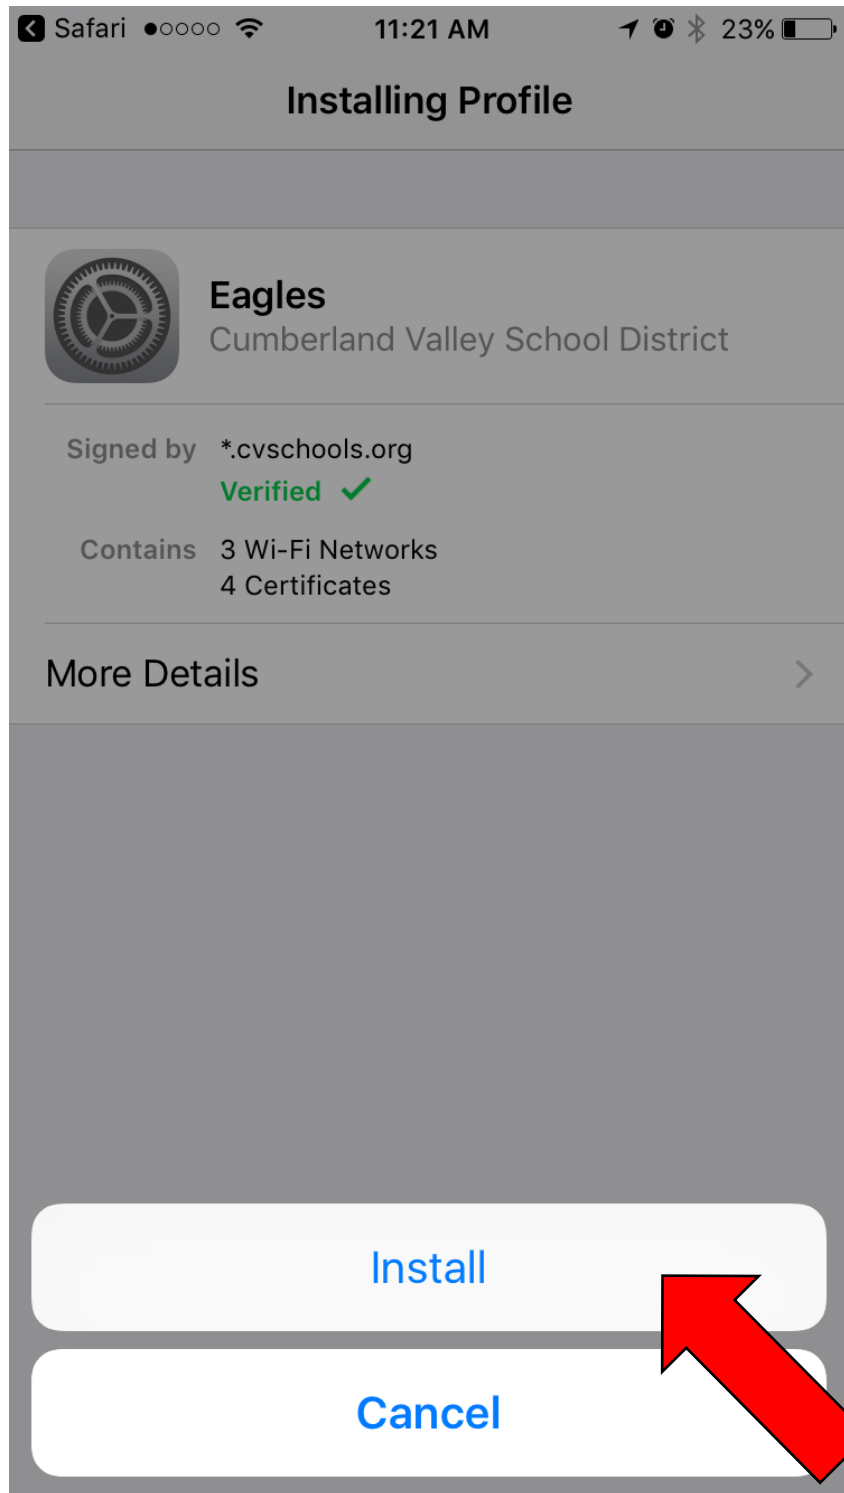 Safari 11:21 AM 23%
Installing Profile
Eagles
Cumberland Valley School District
Signed by *.cvschools.org
Verified
Contains 3 Wi-Fi Networks
4 Certificates
More Details
Install
Cancel